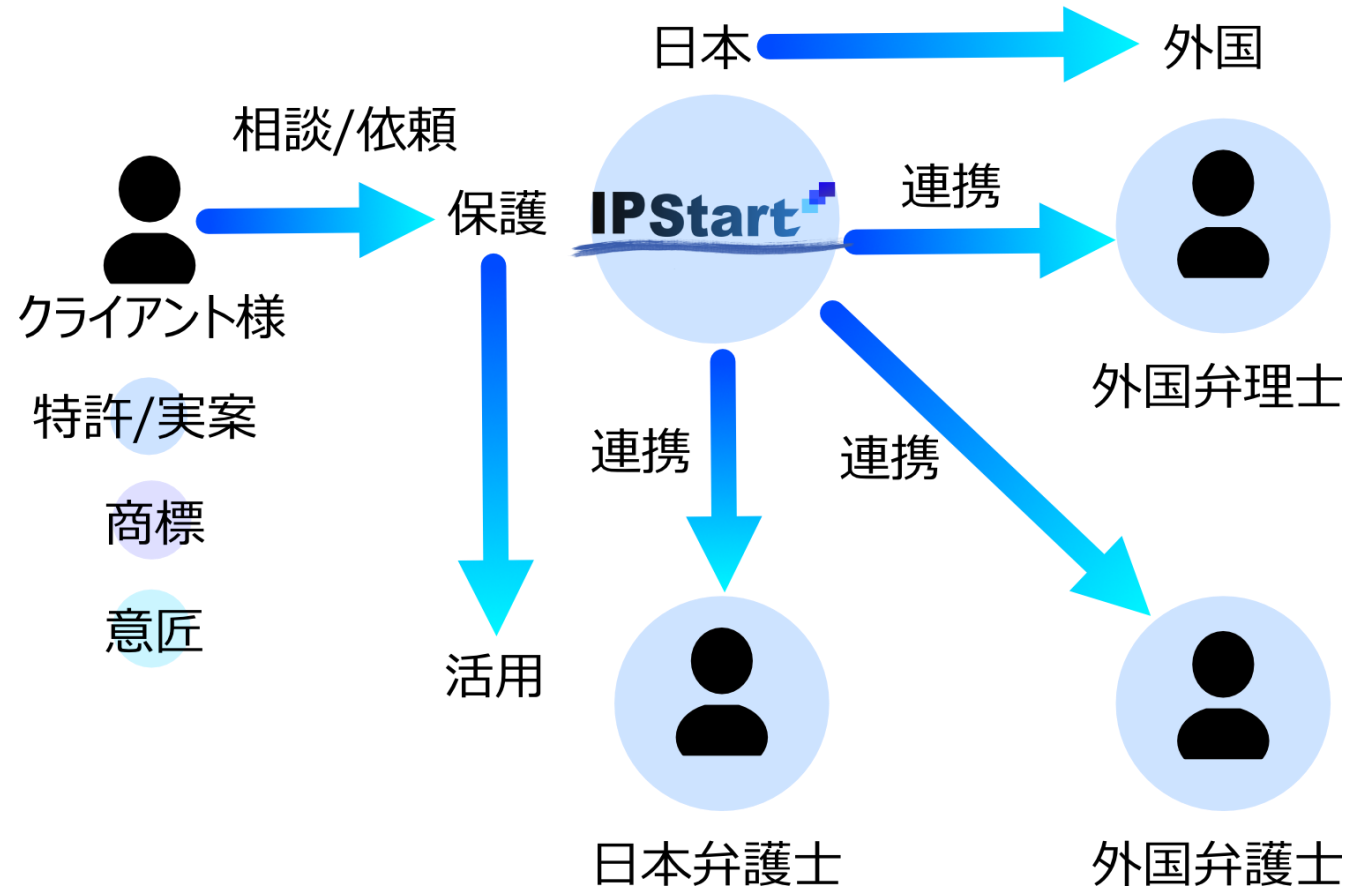 日本
外国
相談/依頼
保護
IPStart
連携
クライアント様
外国弁理士
特許/実案
連携
連携
商標
意匠
活用
日本弁護士
外国弁護士